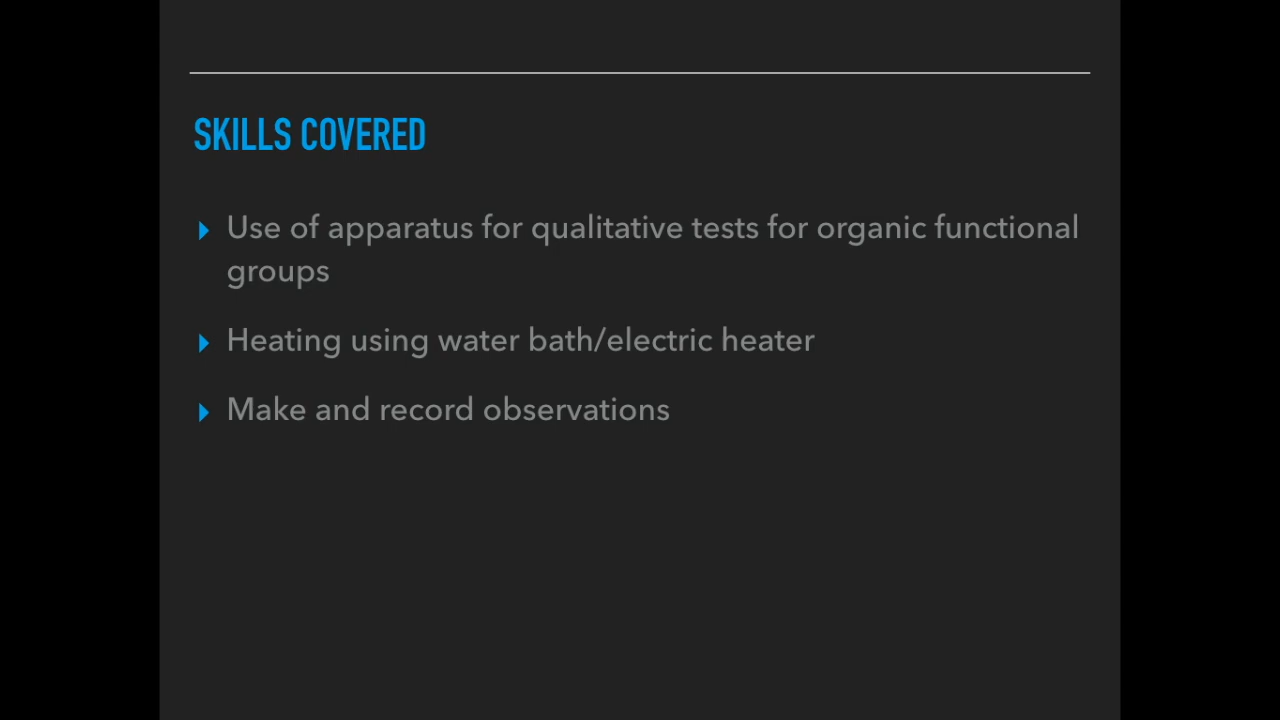 SKILLS COVERED
Use of apparatus for qualitative tests for organic functional
groups
Heating using water bath/electric heater
Make and record observations